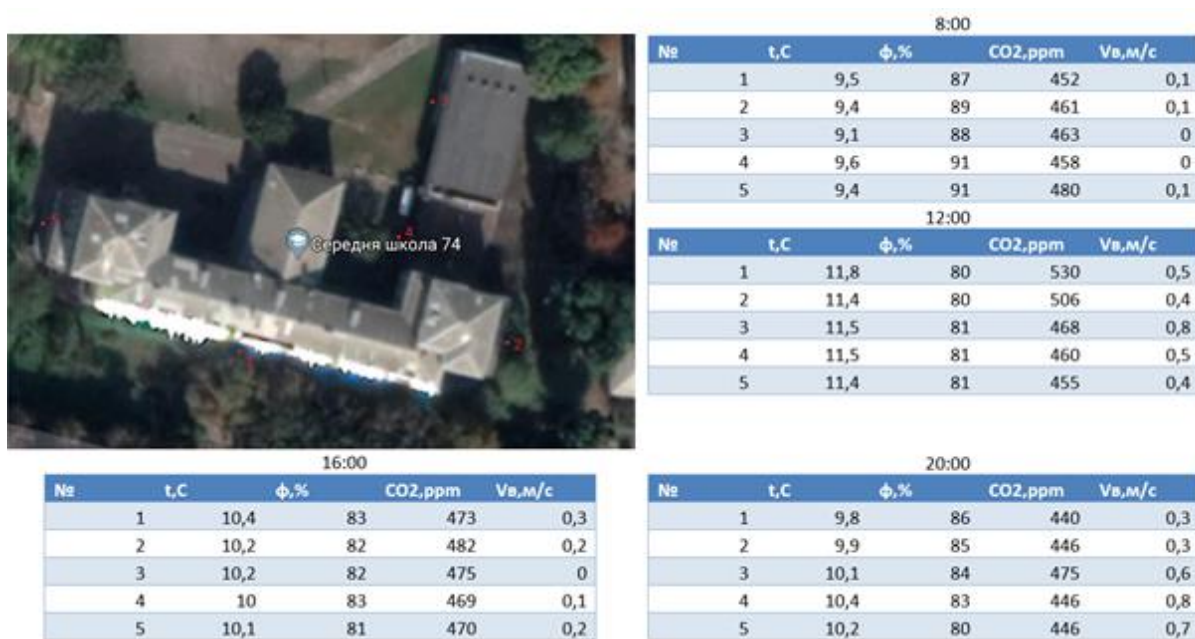 8:00
№ t,C ф,% CO2,ppm Vв,м/с
1 9,5 87 452 0,1
2 9,4 89 461 0,1
3 9,1 88 463 0
4 9,6 91 458 0
5 9,4 91 480 0,1
12:00
№ t,C ф,% CO2,ppm Vв,м/с
1 11,8 80 530 0,5
2 11,4 80 506 0,4
3 11,5 81 468 0,8
4 11,5 81 460 0,5
5 11,4 81 455 0,4
Середня школа 74
4
2
16:00
№ t,C ф,% CO2,ppm Vв,м/с
1 10,4 83 473 0,3
2 10,2 82 482 0,2
3 10,2 82 475 0
4 10 83 469 0,1
5 10,1 81 470 0,2
20:00
№ t,C ф,% CO2,ppm Vв,м/с
1 9,8 86 440 0,3
2 9,9 85 446 0,3
3 10,1 84 475 0,6
4 10,4 83 446 0,8
5 10,2 80 446 0,7